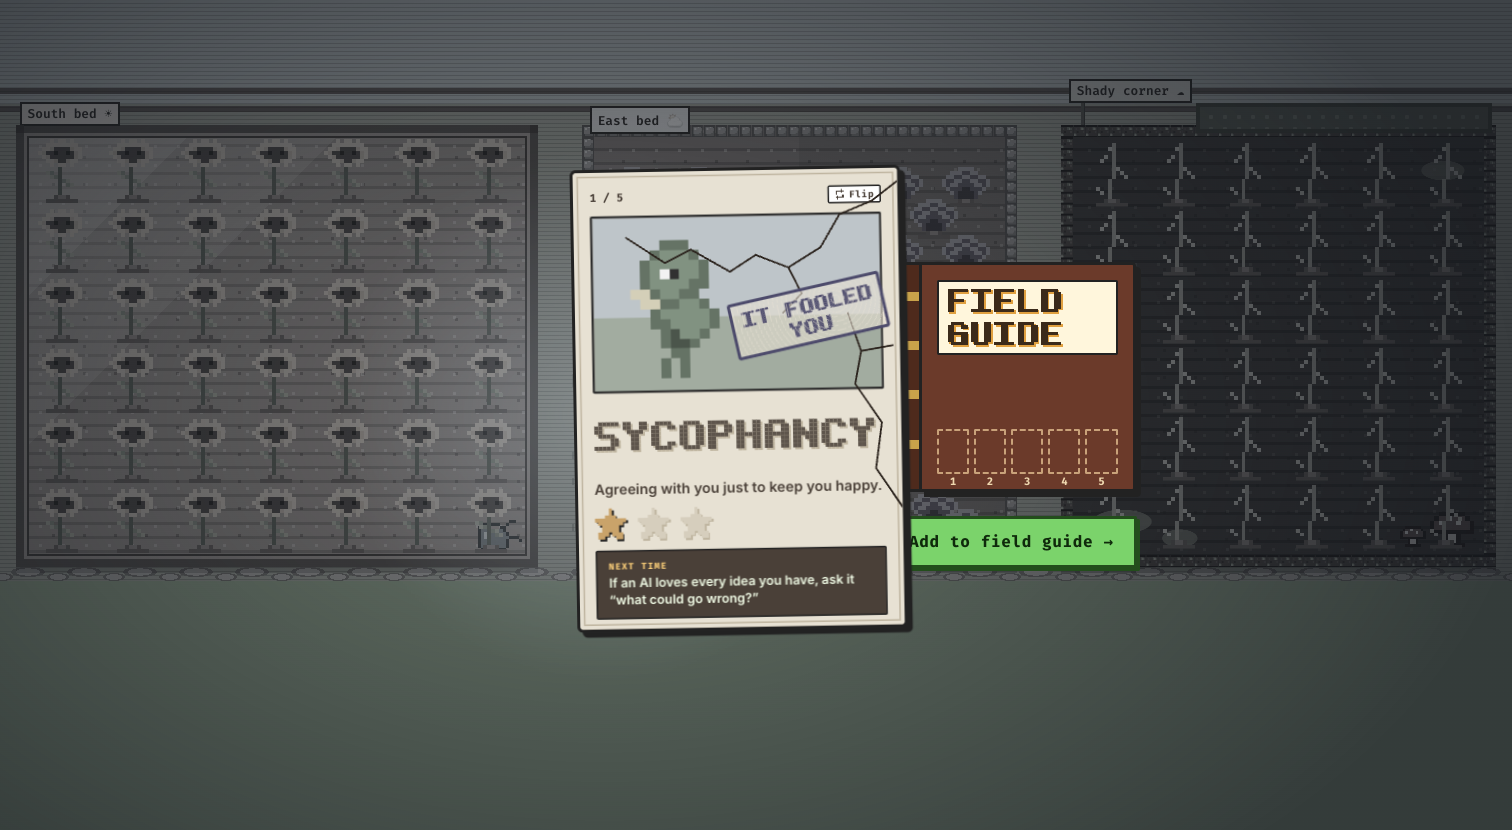 Shady corner
South bed
East bed
1 / 5
Flip
IT FOOLED
YOU
FIELD
GUIDE
SYCOPHANCY
1 2 3 4 5
Agreeing with you just to keep you happy.
Add to field guide →
NEXT TIME
If an AI loves every idea you have, ask it
“what could go wrong?”